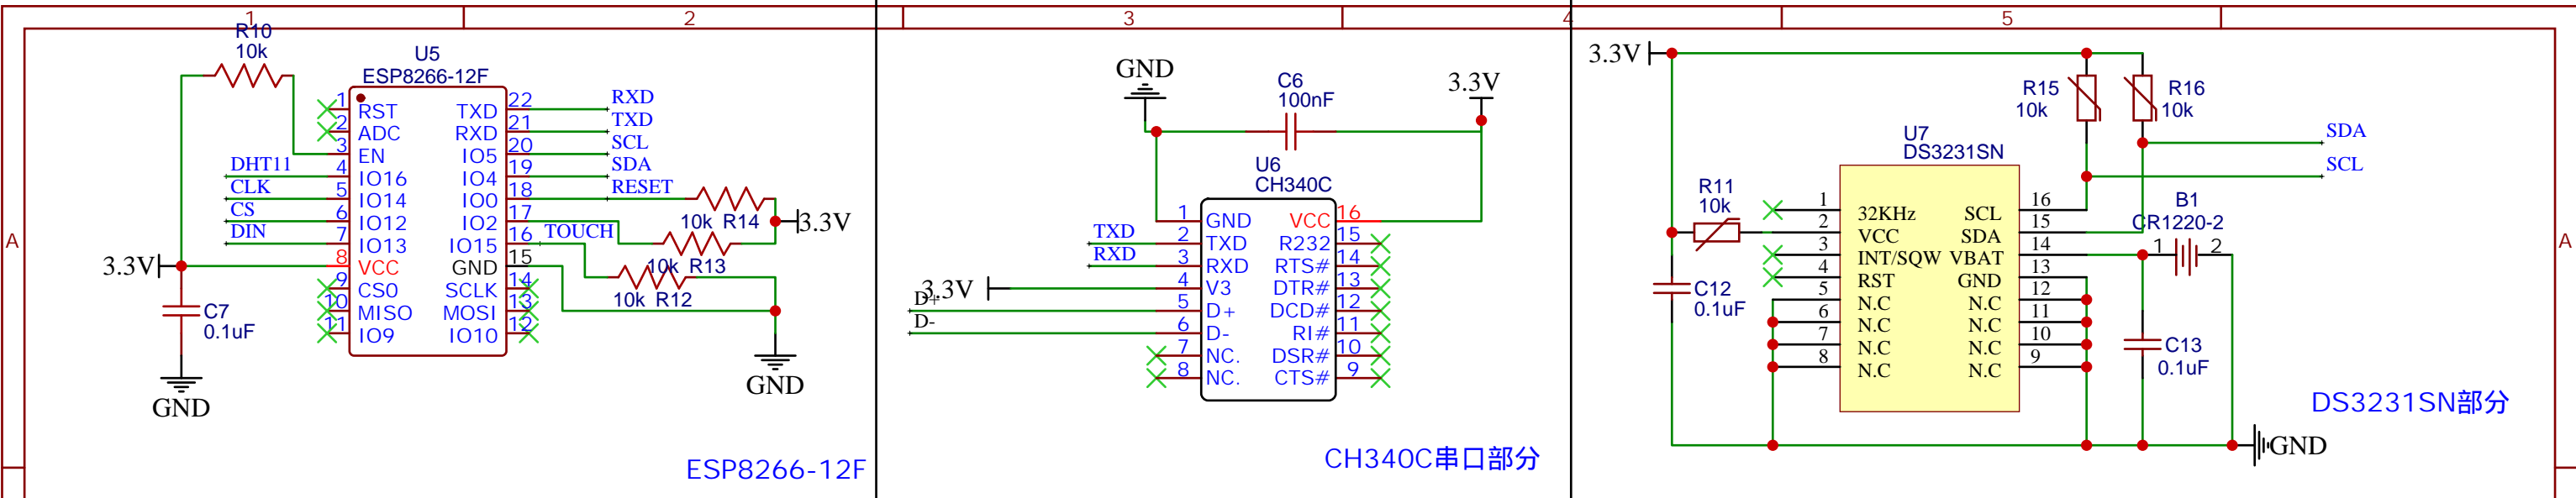 1
2
3
4
5
A
A
R10
10k
U5
ESP8266-12F
1 RST
2 ADC
3 EN
DHT11 4 IO16
CLK 5 IO14
CS 6 IO12
DIN 7 IO13
3.3V 8 VCC
9 CS0
10 MISO
11 IO9
TXD 22 RXD
RXD 21 TXD
IO5 20 SCL
IO4 19 SDA
IO0 18 RESET
IO2 17
IO15 16 TOUCH
GND 15
SCLK 14
MOSI 13
IO10 12
10k R14
3.3V
10k R13
10k R12
C7
0.1uF
GND
GND
ESP8266-12F
GND
C6
100nF
3.3V
U6
CH340C
1 GND
TXD 2 TXD
RXD 3 RXD
3.3V 4 V3
D+ 5 D+
D- 6 D-
7 NC.
8 NC.
VCC 16
R232 15
RTS# 14
DTR# 13
DCD# 12
RI# 11
DSR# 10
CTS# 9
CH340C串口部分
3.3V
R15
10k
R16
10k
SDA
SCL
U7
DS3231SN
R11
10k
C12
0.1uF
1 32KHz
2 VCC
3 INT/SQW
4 RST
5 N.C
6 N.C
7 N.C
8 N.C
SCL 16
SDA 15
VBAT 14
GND 13
N.C 12
N.C 11
N.C 10
N.C 9
B1
CR1220-2
1 2
C13
0.1uF
GND
DS3231SN部分